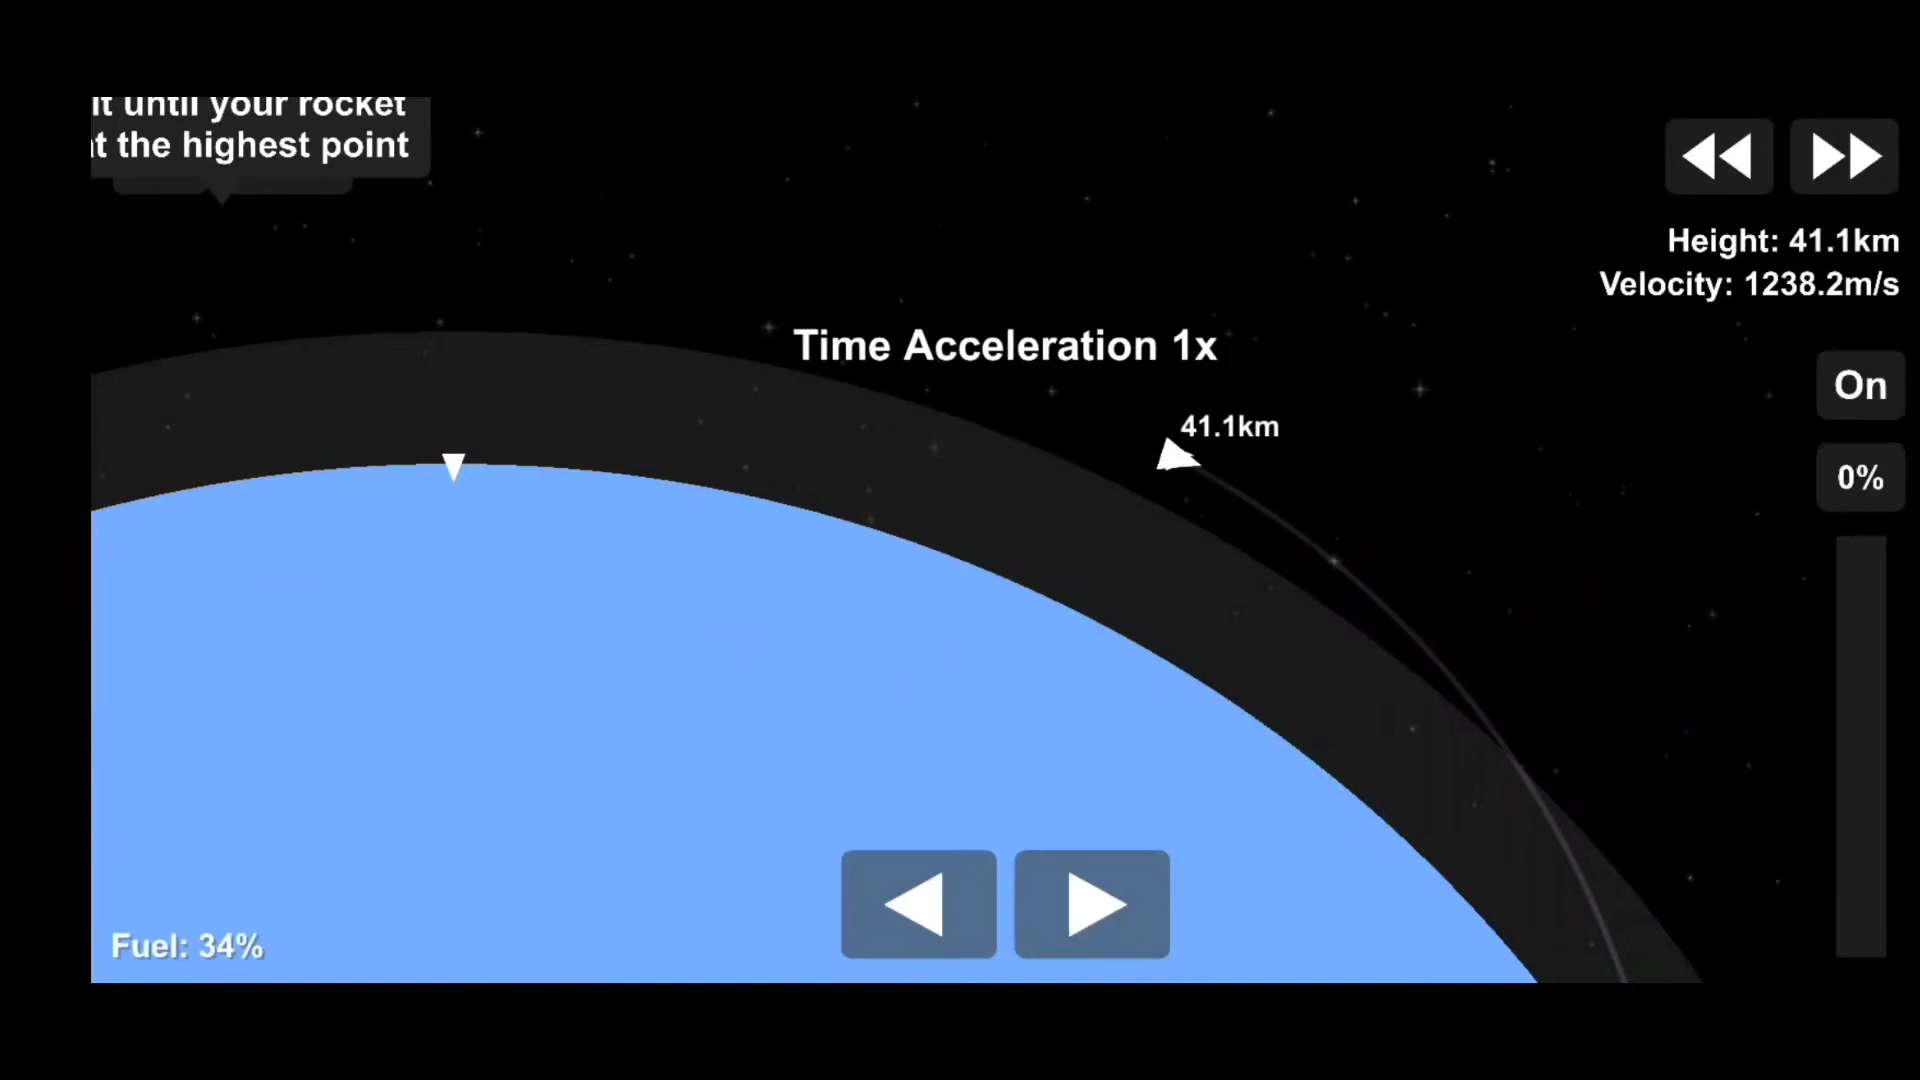 it until your rocket
at the highest point
Height: 41.1km
Velocity: 1238.2m/s
Time Acceleration 1x
On
41.1km
0%
Fuel: 34%